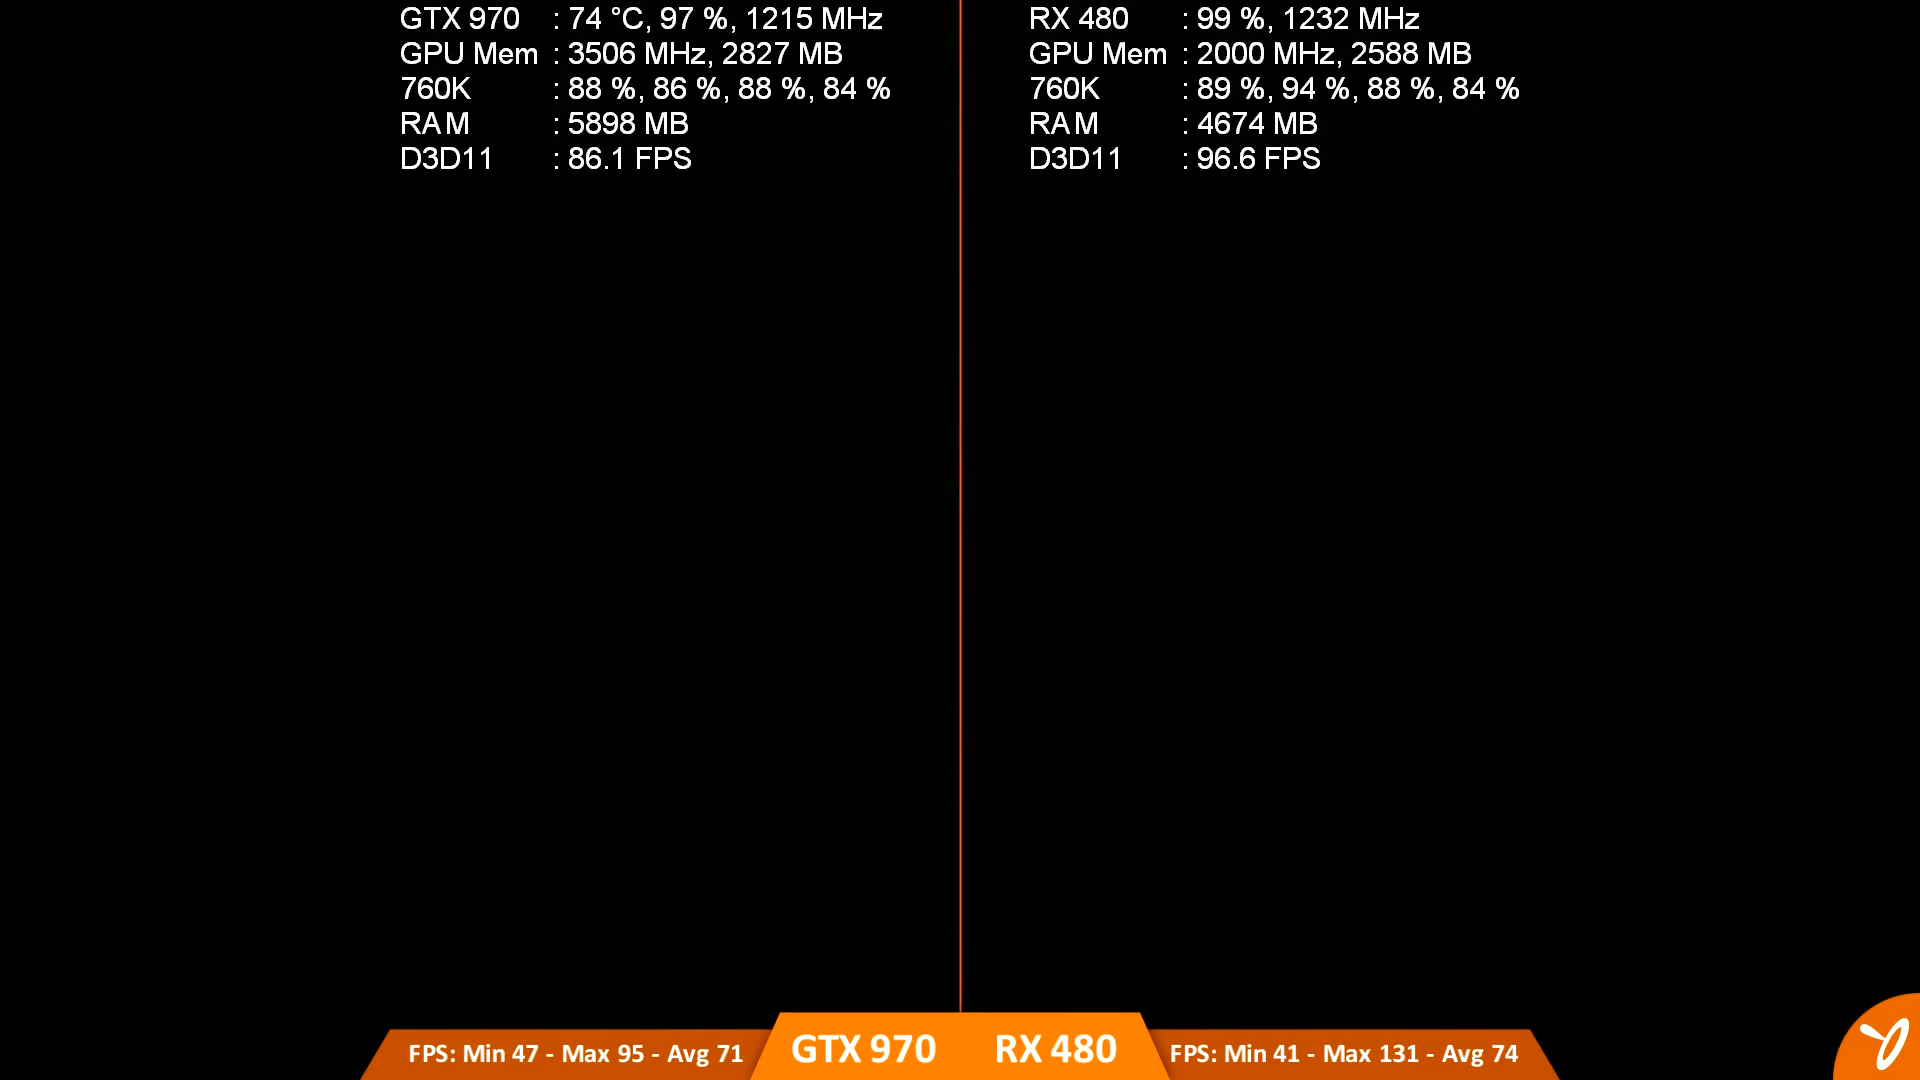 GTX 970 : 74 °C, 97 %, 1215 MHz
GPU Mem : 3506 MHz, 2827 MB
760K : 88 %, 86 %, 88 %, 84 %
RAM : 5898 MB
D3D11 : 86.1 FPS
RX 480 : 99 %, 1232 MHz
GPU Mem : 2000 MHz, 2588 MB
760K : 89 %, 94 %, 88 %, 84 %
RAM : 4674 MB
D3D11 : 96.6 FPS
FPS: Min 47 - Max 95 - Avg 71
GTX 970
RX 480
FPS: Min 41 - Max 131 - Avg 74